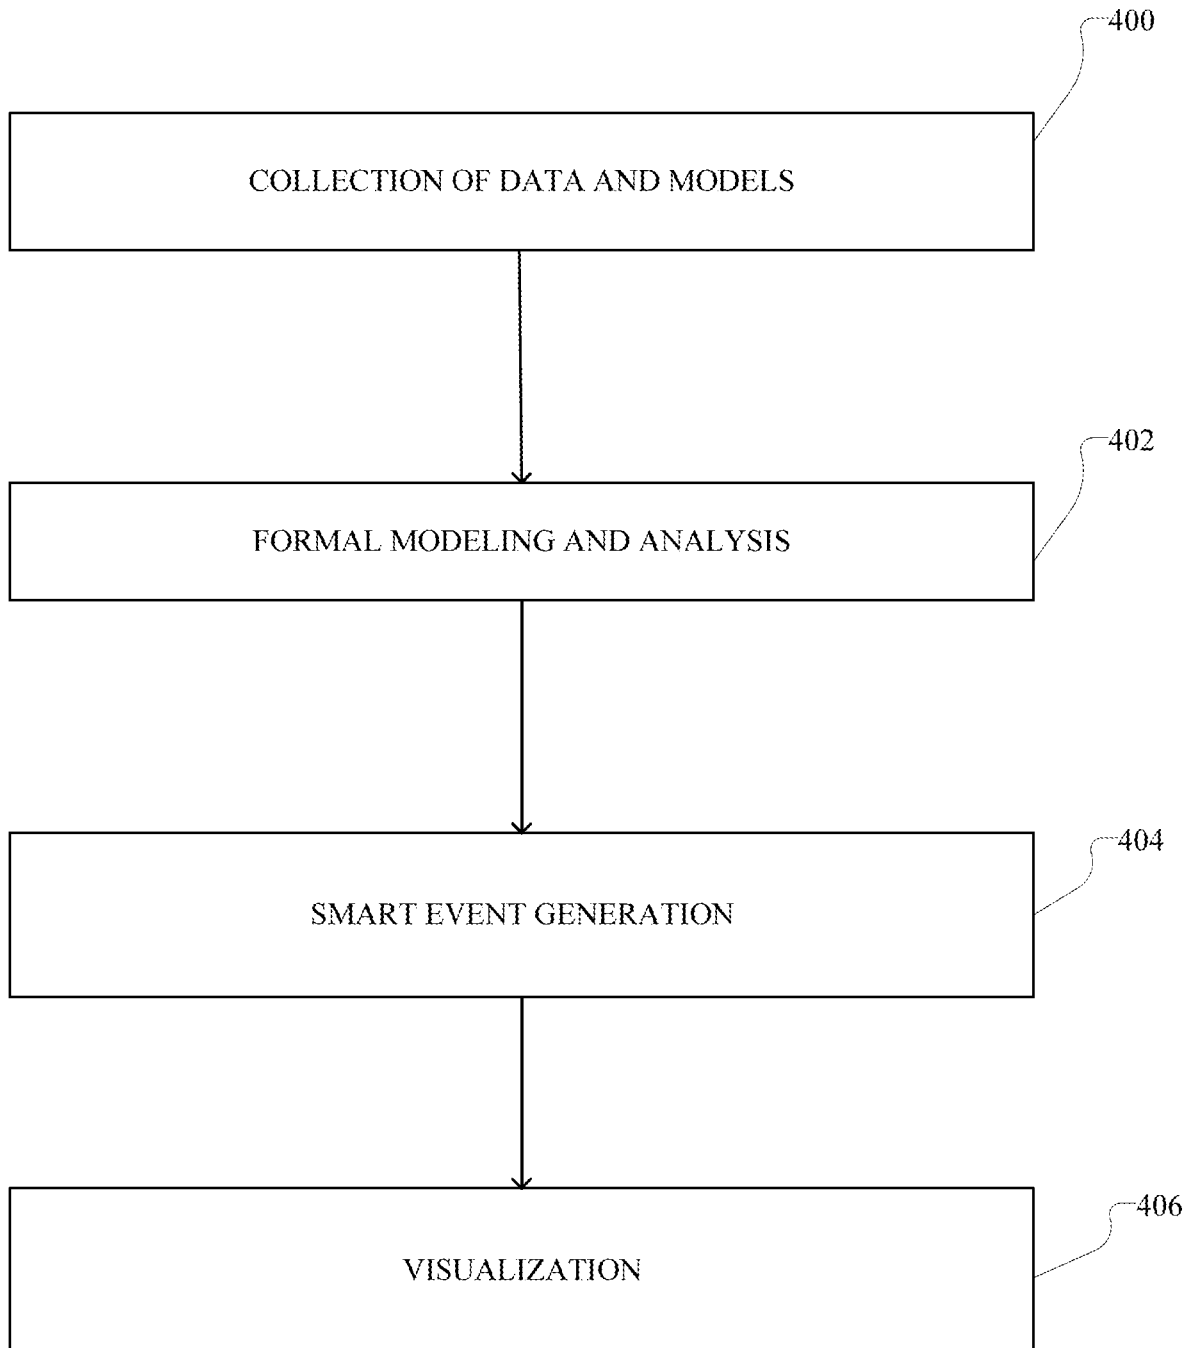 400
COLLECTION OF DATA AND MODELS
402
FORMAL MODELING AND ANALYSIS
404
SMART EVENT GENERATION
406
VISUALIZATION